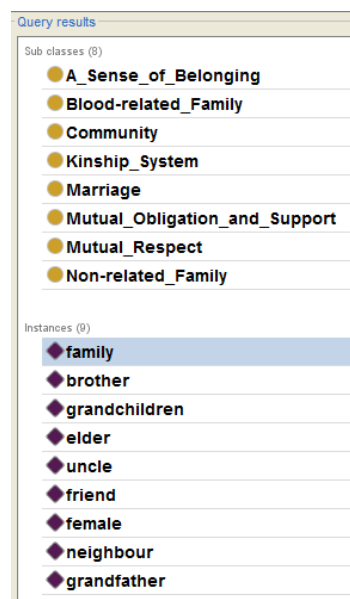 Query results
Sub classes (8)
A_Sense_of_Belonging
Blood-related_Family
Community
Kinship_System
Marriage
Mutual_Obligation_and_Support
Mutual_Respect
Non-related_Family
Instances (9)
family
brother
grandchildren
elder
uncle
friend
female
neighbour
grandfather